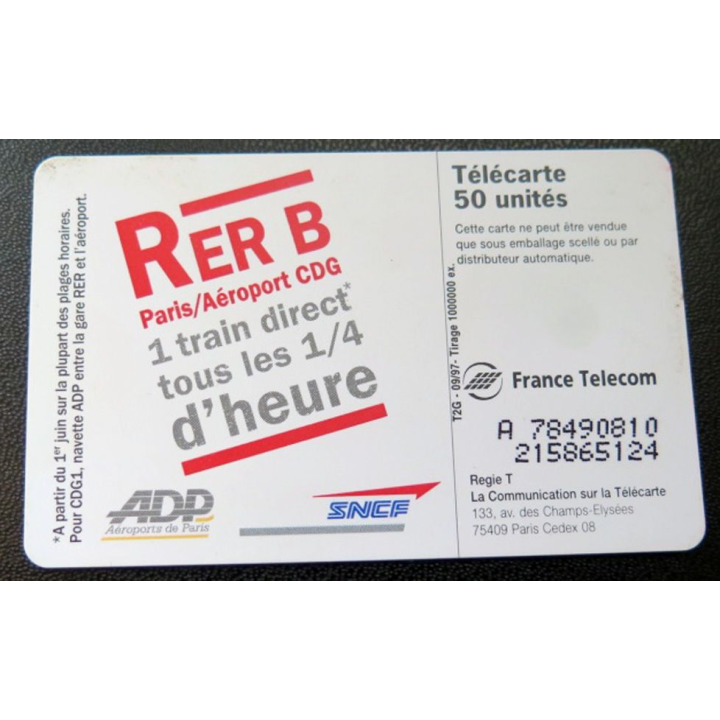 *A partir du 1er juin sur la plupart des plages horaires.
Pour CDG1, navette ADP entre la gare RER et l'aéroport.
RER B
Paris/Aéroport CDG
1 train direct*
tous les 1/4
d'heure
ADP
Aéroports de Paris
SNCF
T2G - 09/97- Tirage 1000000 ex.
Télécarte
50 unités
Cette carte ne peut être vendue
que sous emballage scellé ou par
distributeur automatique.
France Telecom
A 78490810
215865124
Regie T
La Communication sur la Télécarte
133, av. des Champs-Elysées
75409 Paris Cedex 08